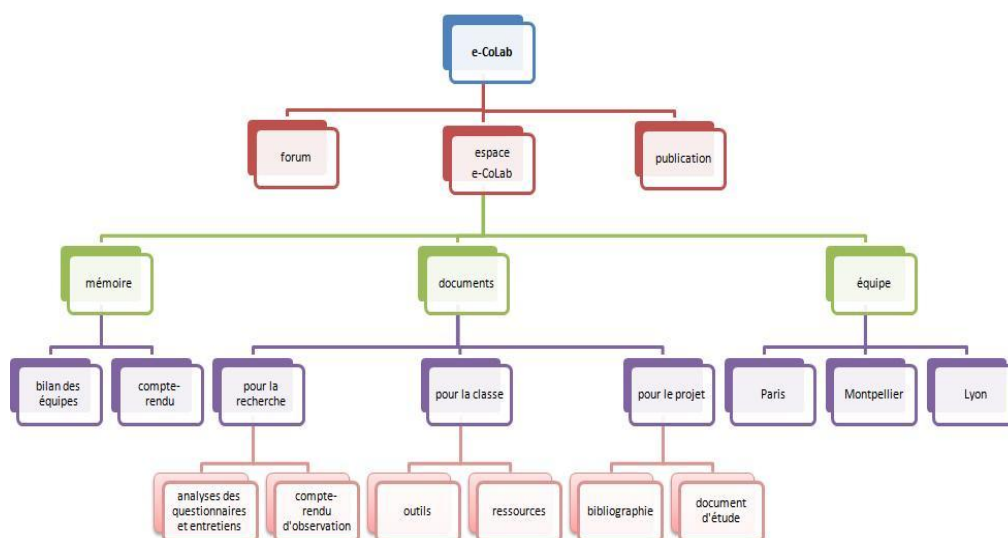 e-CoLab
forum
espace
e-CoLab
publication
mémoire
documents
équipe
bilan des
équipes
compte-
rendu
pour la
recherche
pour la classe
pour le projet
Paris
Montpellier
Lyon
analyses des
questionnaires
et entretiens
compte-
rendu
d'observation
outils
ressources
bibliographie
document
d'étude